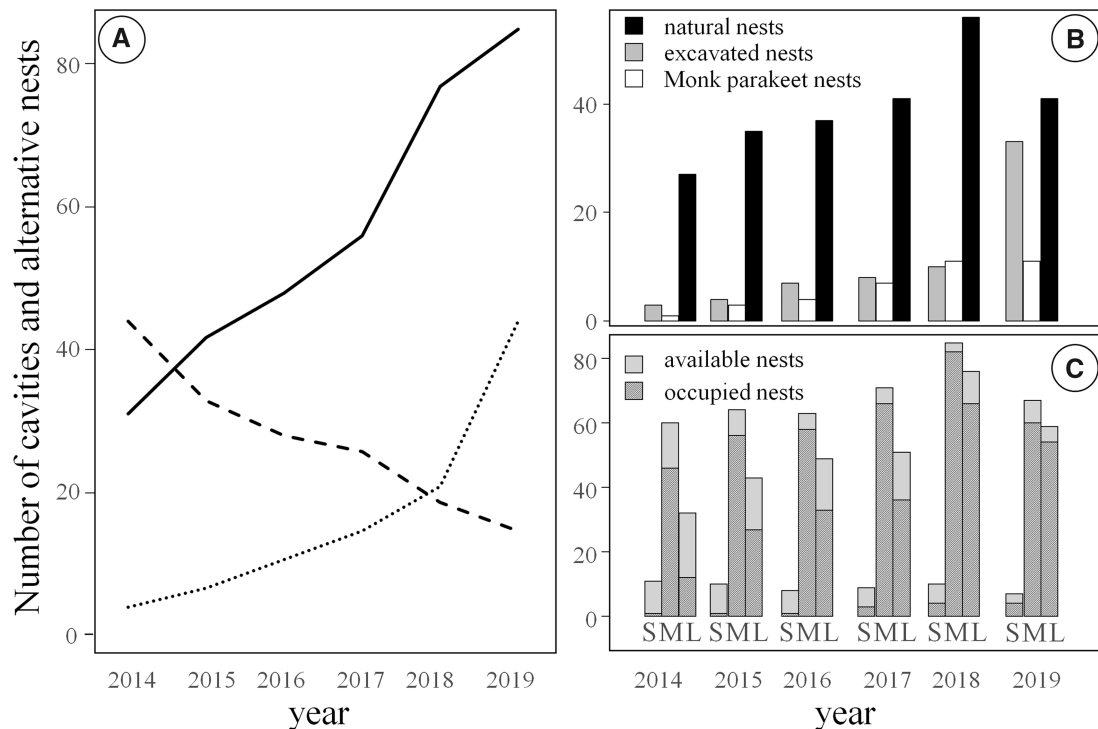 A
Number of cavities and alternative nests
80
60
40
20
0
2014 2015 2016 2017 2018 2019
year
B
natural nests
excavated nests
Monk parakeet nests
40
20
0
C
available nests
occupied nests
80
60
40
20
0
SML SML SML SML SML SML
2014 2015 2016 2017 2018 2019
year